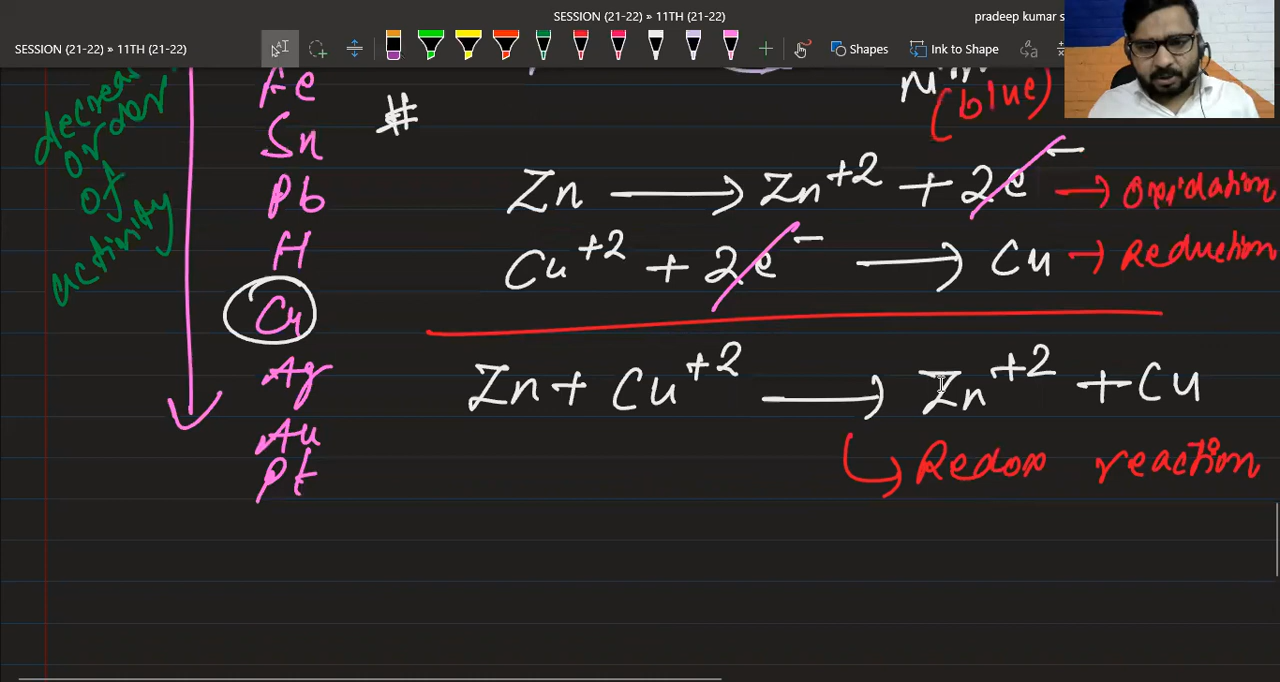 SESSION (21-22) » 11TH (21-22)
pradeep kumar s
SESSION (21-22) » 11TH (21-22)
Shapes
Ink to Shape
decreas
order
of
activity
Fe
Sn
Pb
H
Cu
Ag
Au
Pt
#
(blue)
Zn ⟶ Zn⁺² + 2e⁻ → Oxidation
Cu⁺² + 2e⁻ ⟶ Cu → Reduction
Zn + Cu⁺² ⟶ Zn⁺² + Cu
↳ Redox reaction